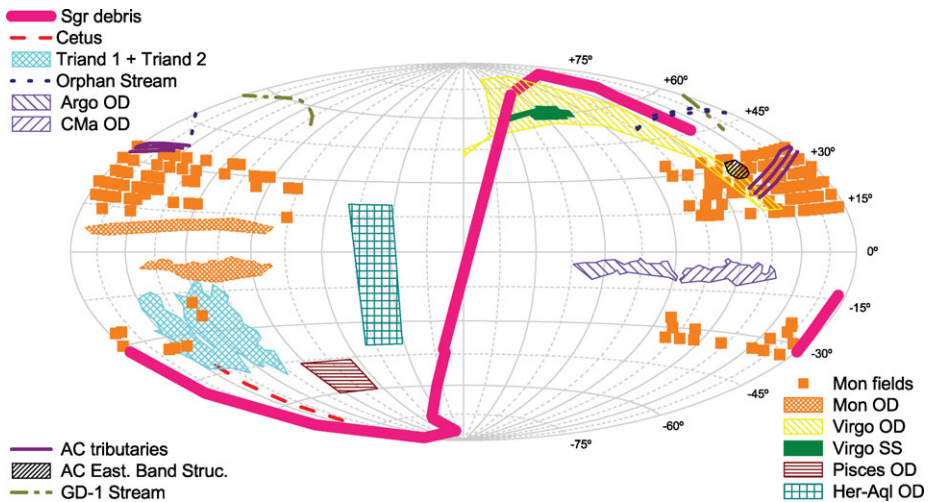 Sgr debris
Cetus
Triand 1 + Triand 2
Orphan Stream
Argo OD
CMa OD
+75º
+60º
+45º
+30º
+15º
0º
-15º
-30º
-45º
-60º
-75º
AC tributaries
AC East. Band Struc.
GD-1 Stream
Mon fields
Mon OD
Virgo OD
Virgo SS
Pisces OD
Her-Aql OD